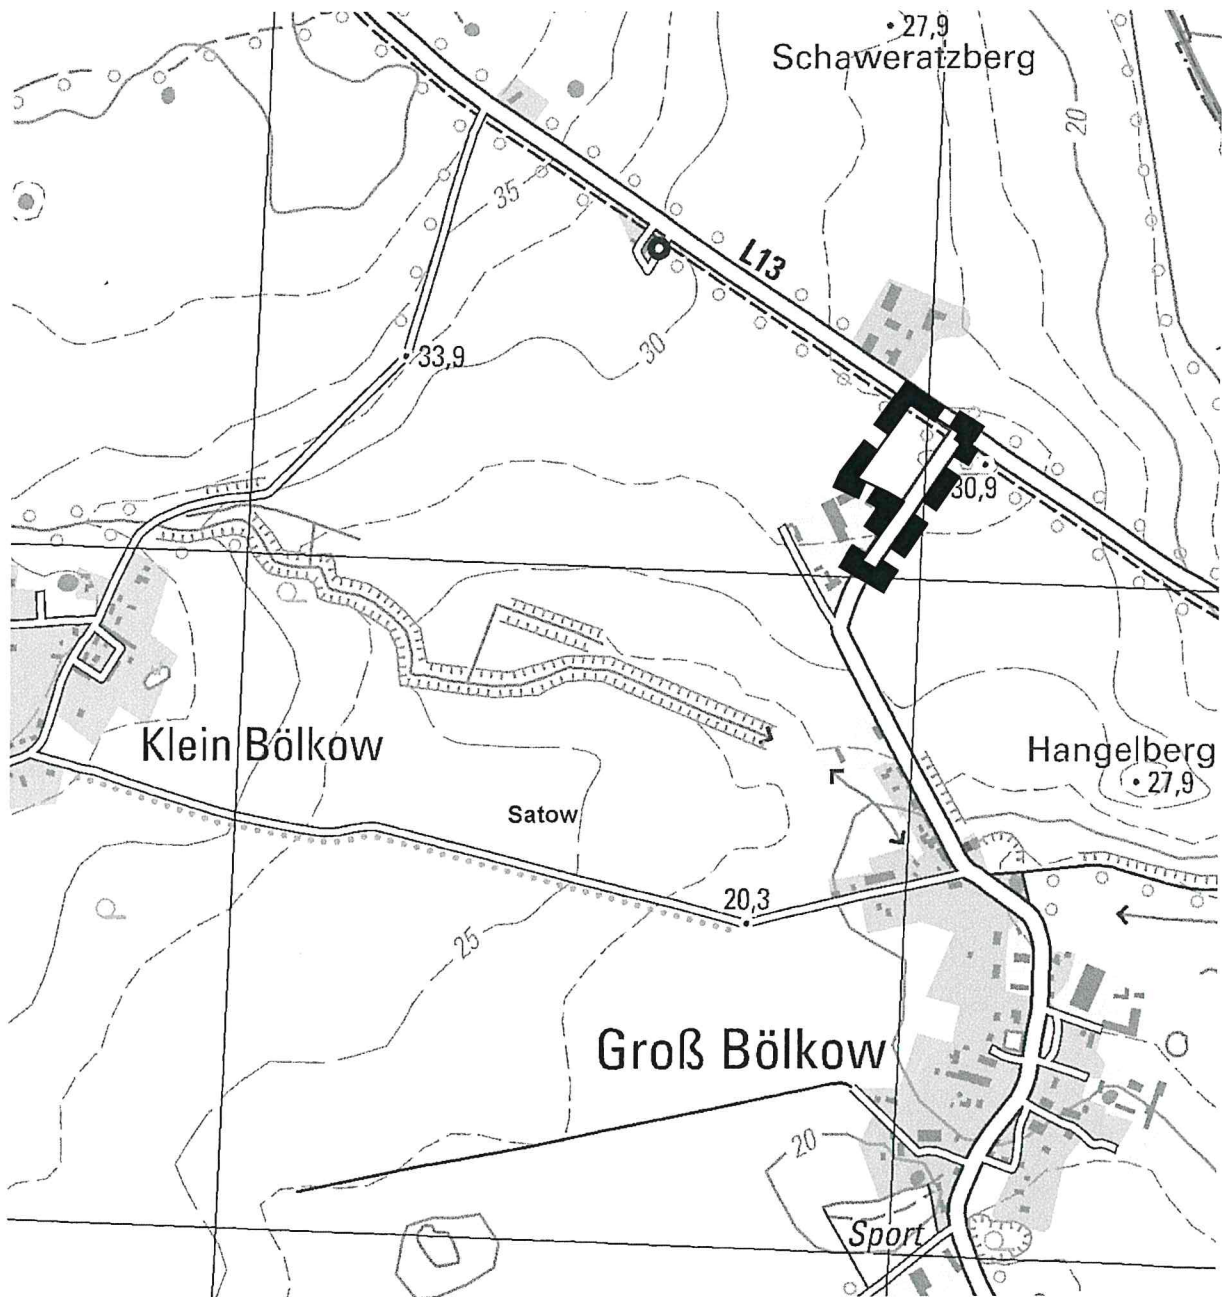 27,9
Schaweratzberg
20
35
L13
30
33,9
30,9
Klein Bölkow
Hangelberg
27,9
Satow
20,3
25
Groß Bölkow
20
Sport